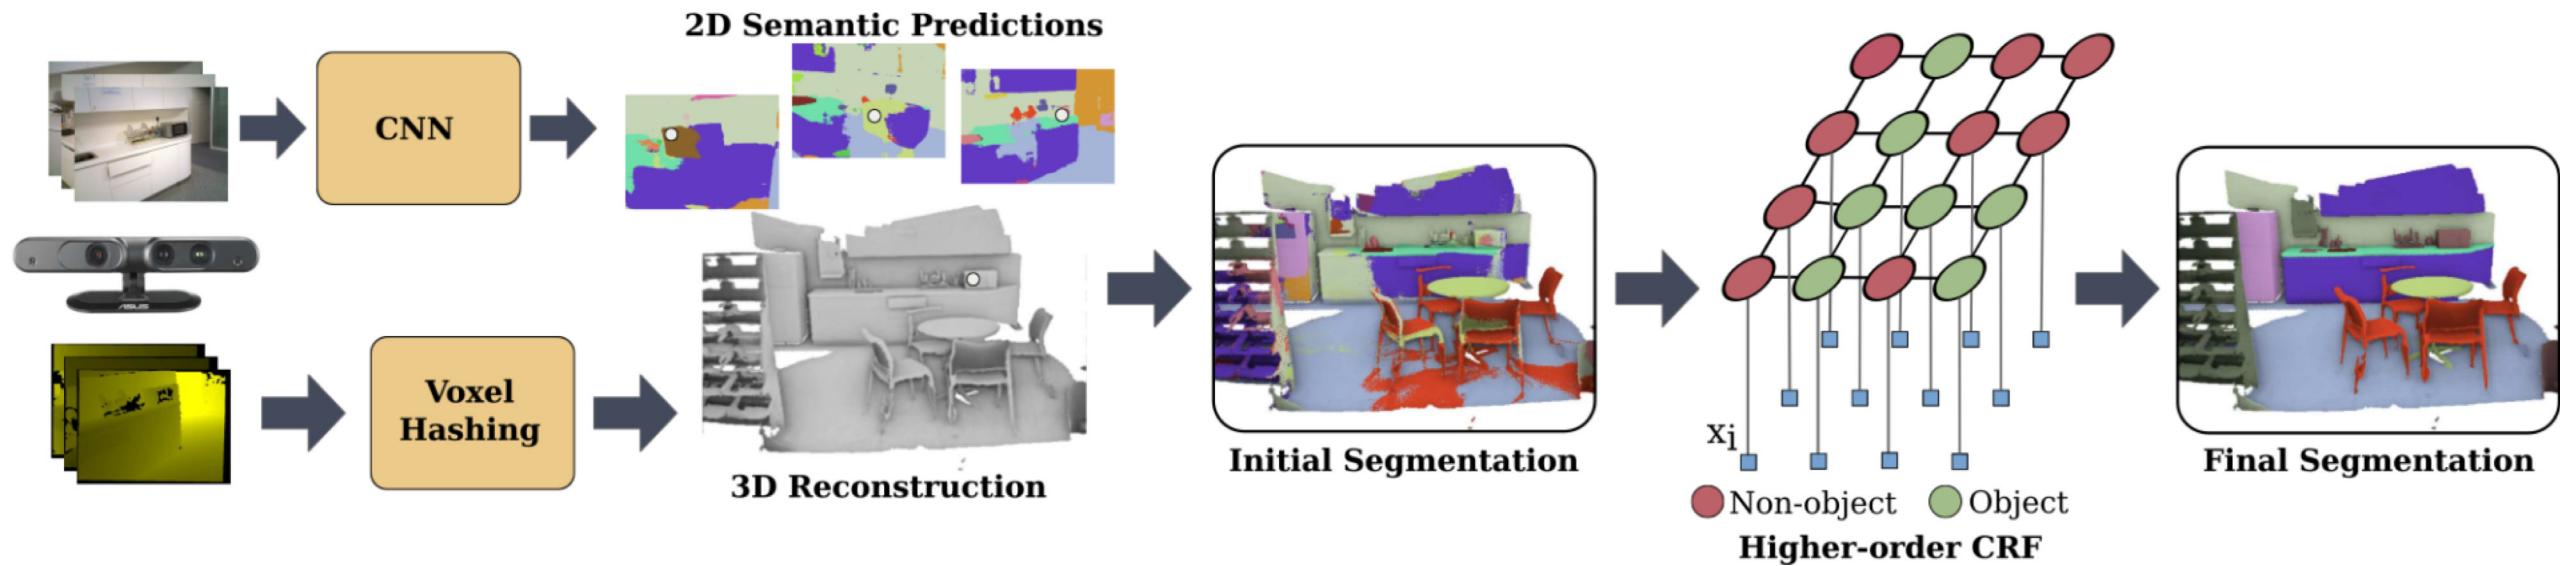 2D Semantic Predictions
CNN
ASUS
Voxel
Hashing
3D Reconstruction
Initial Segmentation
xi
Non-object
Object
Higher-order CRF
Final Segmentation